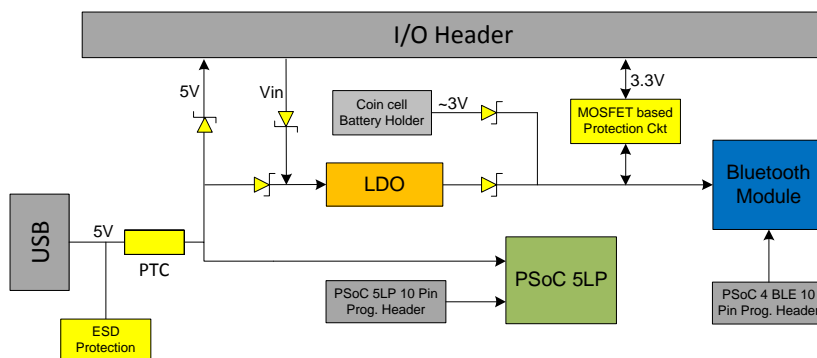 I/O Header
5V
Vin
Coin cell
Battery Holder
~3V
3.3V
MOSFET based
Protection Ckt
LDO
Bluetooth
Module
USB
5V
PTC
PSoC 5LP
PSoC 5LP 10 Pin
Prog. Header
PSoC 4 BLE 10
Pin Prog. Header
ESD
Protection